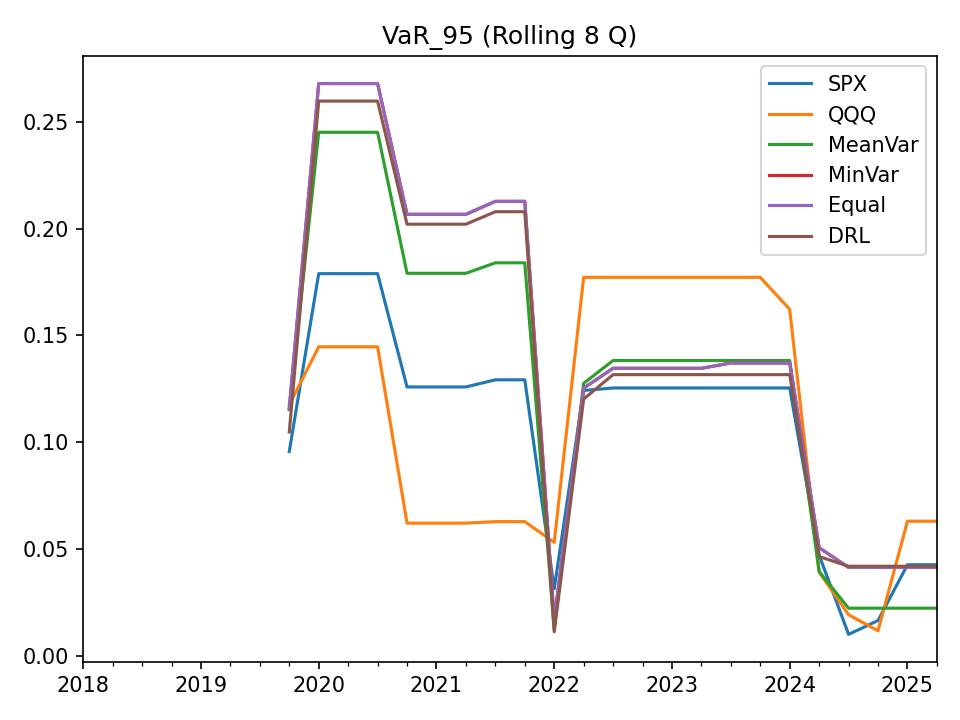 VaR_95 (Rolling 8 Q)
SPX
QQQ
MeanVar
MinVar
Equal
DRL
0.25
0.20
0.15
0.10
0.05
0.00
2018 2019 2020 2021 2022 2023 2024 2025